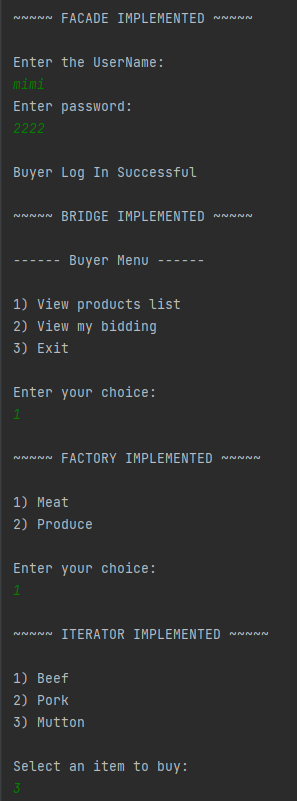 ~~~~~ FACADE IMPLEMENTED ~~~~~
Enter the UserName:
mimi
Enter password:
2222
Buyer Log In Successful
~~~~~ BRIDGE IMPLEMENTED ~~~~~
------ Buyer Menu ------
1) View products list
2) View my bidding
3) Exit
Enter your choice:
1
~~~~~ FACTORY IMPLEMENTED ~~~~~
1) Meat
2) Produce
Enter your choice:
1
~~~~~ ITERATOR IMPLEMENTED ~~~~~
1) Beef
2) Pork
3) Mutton
Select an item to buy:
3